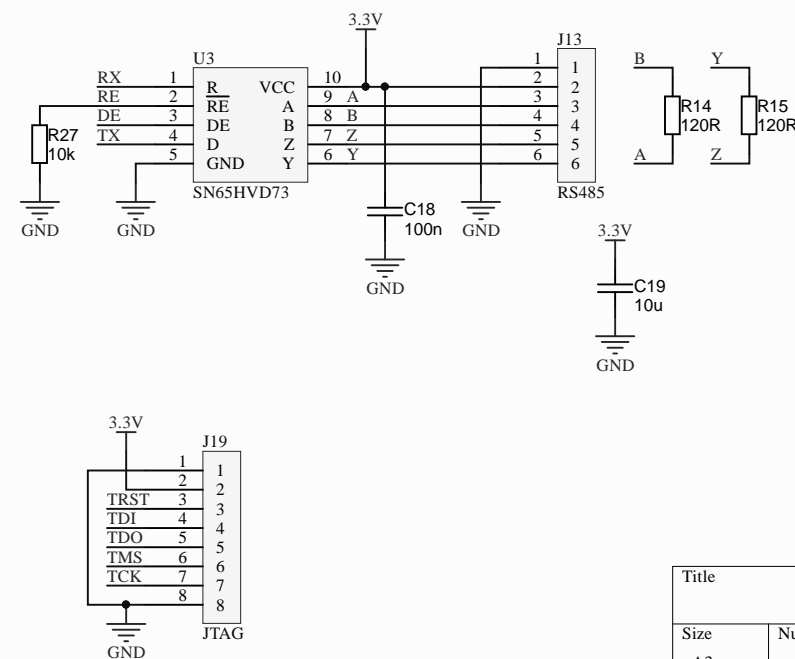 3.3V
U3
J13
RX 1 R VCC 10
RE 2 RE A 9 A
DE 3 DE B 8 B
TX 4 D Z 7 Z
5 GND Y 6 Y
SN65HVD73
R27
10k
GND
GND
C18
100n
GND
GND
1 1
2 2
3 3
4 4
5 5
6 6
RS485
B
R14
120R
A
Y
R15
120R
Z
3.3V
C19
10u
GND
3.3V
J19
1 1
2 2
TRST 3 3
TDI 4 4
TDO 5 5
TMS 6 6
TCK 7 7
8 8
JTAG
GND
Title
Size